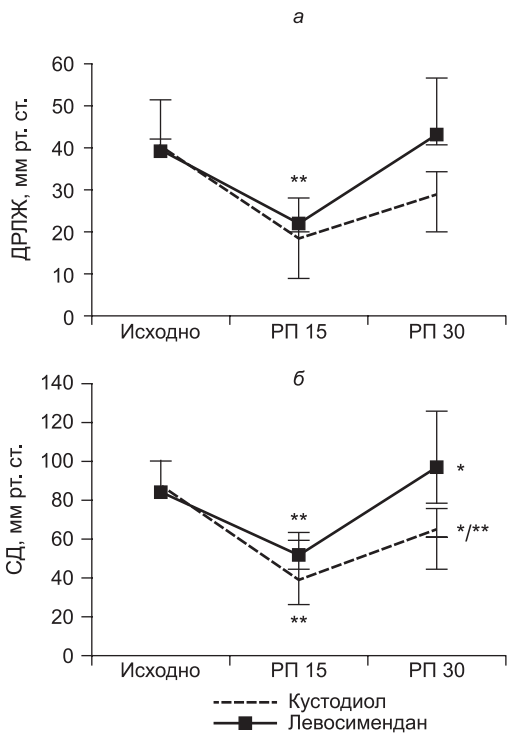 а
60
50
40
30
20
10
0
ДРЛЖ, мм рт. ст.
**
Исходно РП 15 РП 30
б
140
120
100
80
60
40
20
0
СД, мм рт. ст.
**
*
*/**
**
Исходно РП 15 РП 30
Кустодиол
Левосимендан